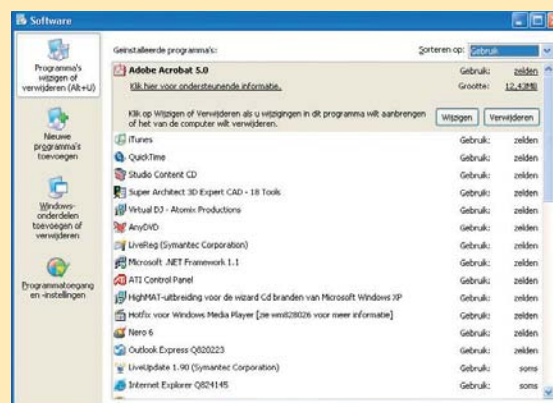 Software
Programma's
wijzigen of
verwijderen (Alt+U)
Nieuwe
programma's
toevoegen
Windows-
onderdelen
toevoegen of
verwijderen
Programmatoegang
en -instellingen
Geïnstalleerde programma's: Sorteren op: Gebruik
Adobe Acrobat 5.0 Gebruik: zelden
Klik hier voor ondersteunende informatie. Grootte: 12,43MB
Klik op Wijzigen of Verwijderen als u wijzigingen in dit programma wilt aanbrengen
of het van de computer wilt verwijderen. Wijzigen Verwijderen
iTunes Gebruik: zelden
QuickTime Gebruik: zelden
Studio Content CD Gebruik: zelden
Super Architect 3D Expert CAD - 18 Tools Gebruik: zelden
Virtual DJ - Atomix Productions Gebruik: zelden
AnyDVD Gebruik: zelden
LiveReg (Symantec Corporation) Gebruik: zelden
Microsoft .NET Framework 1.1 Gebruik: zelden
ATI Control Panel Gebruik: zelden
HighMAT-uitbreiding voor de wizard Cd branden van Microsoft Windows XP Gebruik: zelden
Hotfix voor Windows Media Player [zie wm828026 voor meer informatie] Gebruik: zelden
Nero 6 Gebruik: zelden
Outlook Express Q820223 Gebruik: zelden
LiveUpdate 1.90 (Symantec Corporation) Gebruik: soms
Internet Explorer Q824145 Gebruik: soms